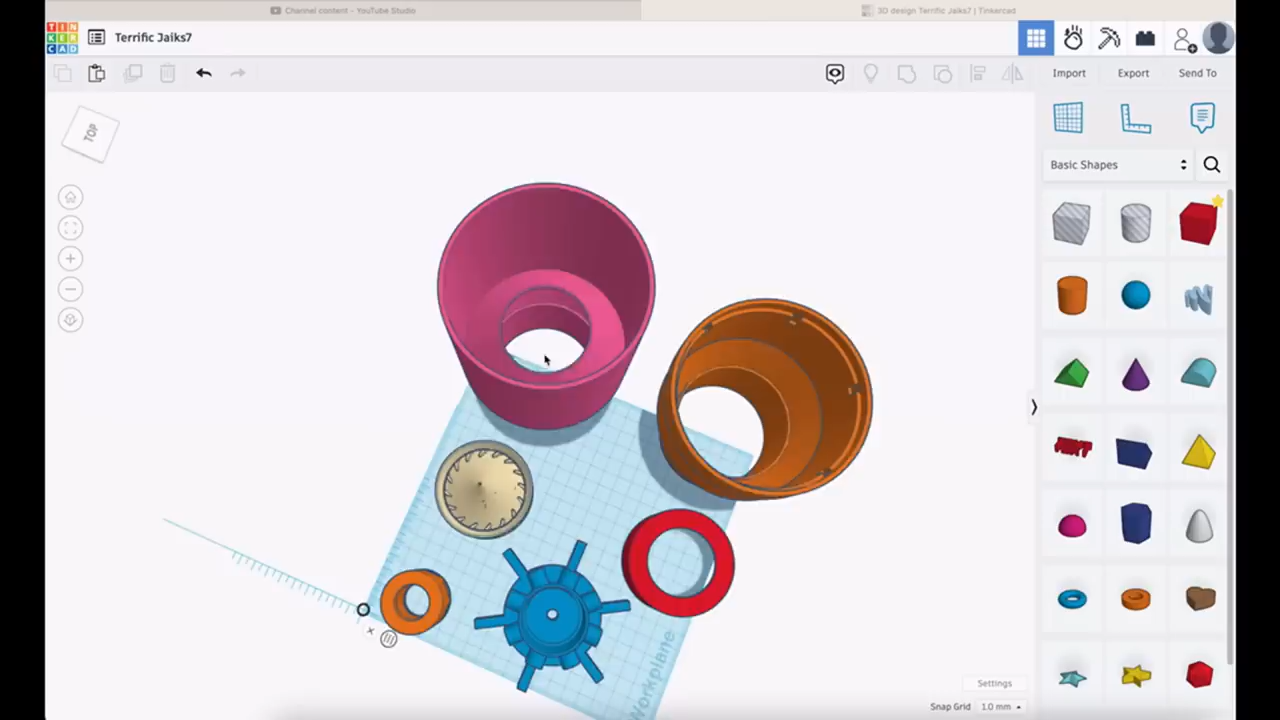 Channel content - YouTube Studio
3D design Terrific Jaiks7 | Tinkercad
TIN
KER
CAD
Terrific Jaiks7
Import
Export
Send To
TOP
Basic Shapes
Workplane
Settings
Snap Grid
1.0 mm